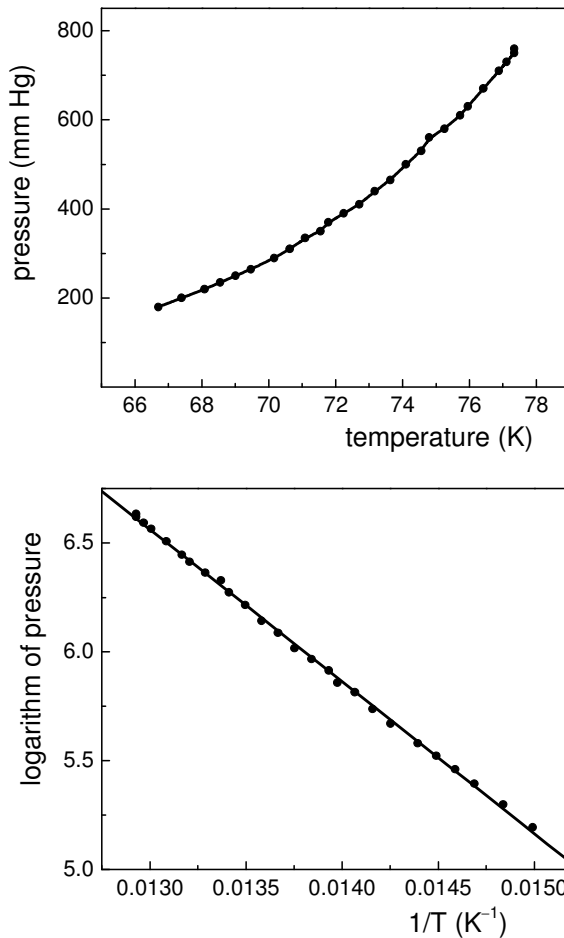 800
600
400
200
pressure (mm Hg)
66 68 70 72 74 76 78
temperature (K)
6.5
6.0
5.5
5.0
logarithm of pressure
0.0130 0.0135 0.0140 0.0145 0.0150
1/T (K⁻¹)